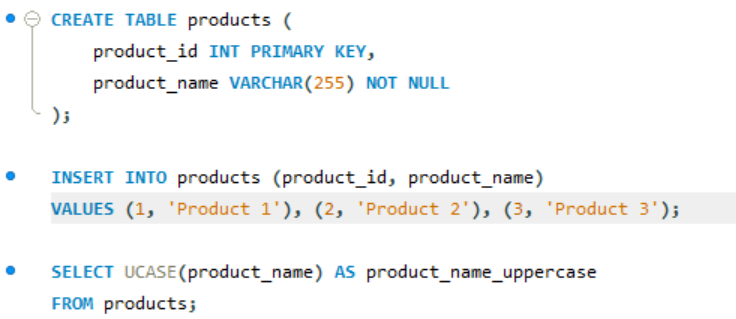 CREATE TABLE products (
    product_id INT PRIMARY KEY,
    product_name VARCHAR(255) NOT NULL
);
INSERT INTO products (product_id, product_name)
VALUES (1, 'Product 1'), (2, 'Product 2'), (3, 'Product 3');
SELECT UCASE(product_name) AS product_name_uppercase
FROM products;